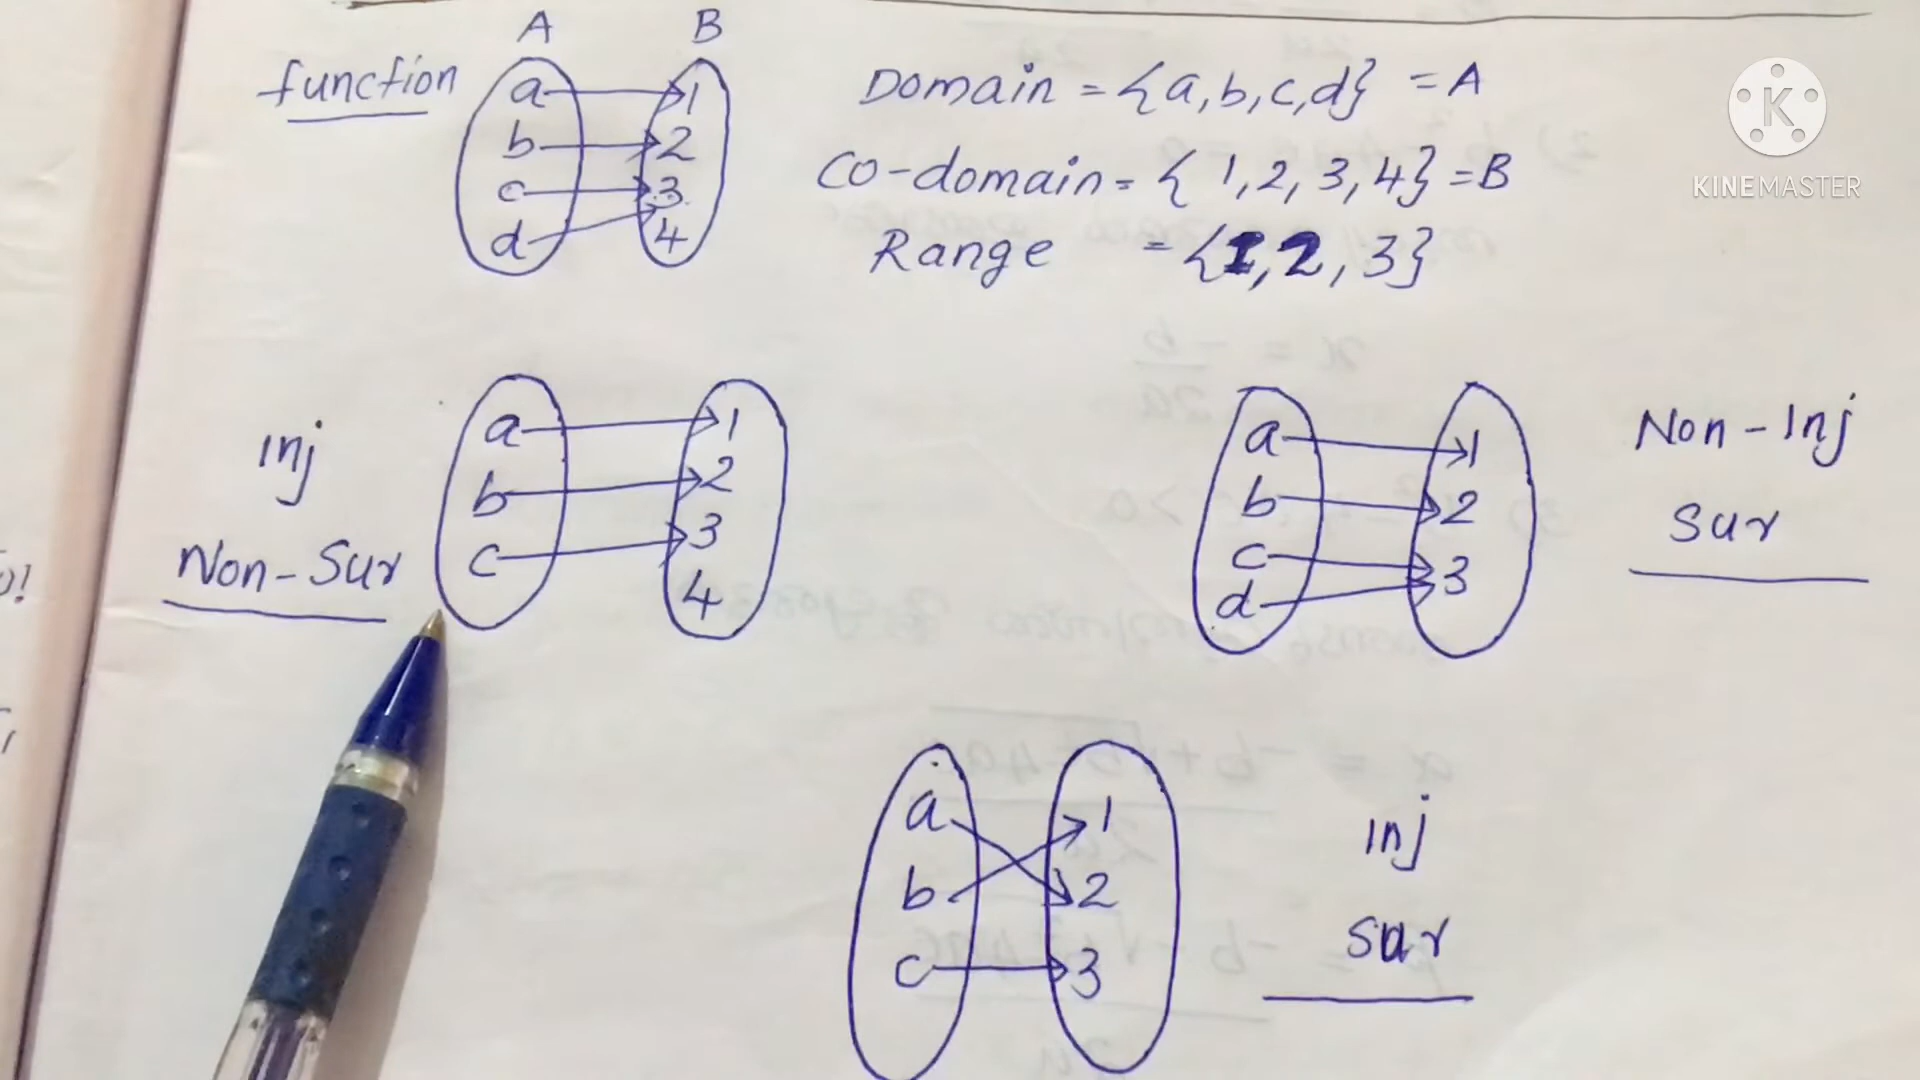 A B
function
a 1
b 2
c 3
d 4
Domain = {a,b,c,d} = A
Co-domain = {1,2,3,4} = B
Range = {1,2,3}
KINEMASTER
Inj
Non-Sur
a 1
b 2
c 3
4
a 1
b 2
c 3
d
Non-Inj
Sur
a 1
b 2
c 3
Inj
Sur